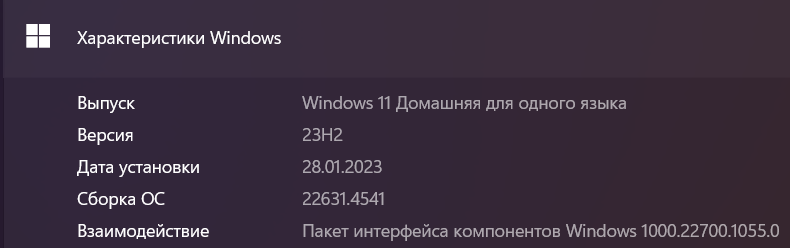 Характеристики Windows
Выпуск Windows 11 Домашняя для одного языка
Версия 23H2
Дата установки 28.01.2023
Сборка ОС 22631.4541
Взаимодействие Пакет интерфейса компонентов Windows 1000.22700.1055.0